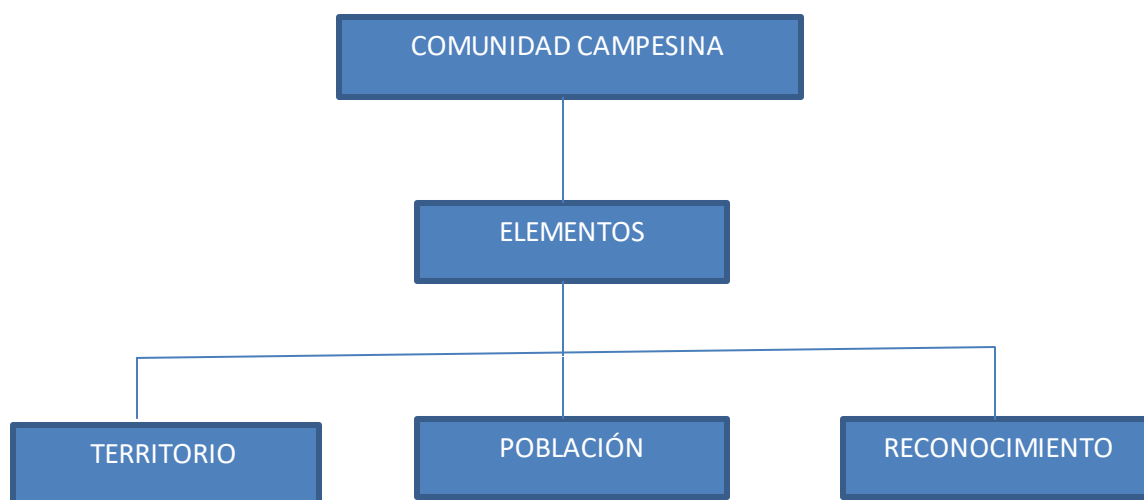 COMUNIDAD CAMPESINA
ELEMENTOS
TERRITORIO
POBLACIÓN
RECONOCIMIENTO